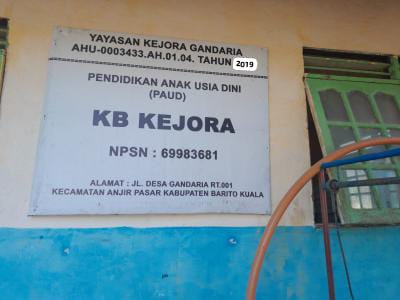 YAYASAN KEJORA GANDARIA
AHU-0003433.AH.01.04. TAHUN 2019
PENDIDIKAN ANAK USIA DINI
(PAUD)
KB KEJORA
NPSN : 69983681
ALAMAT : JL. DESA GANDARIA RT.001
KECAMATAN ANJIR PASAR KABUPATEN BARITO KUALA